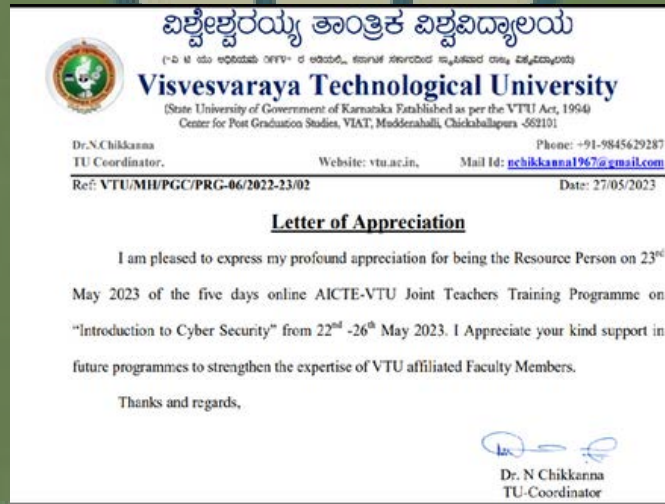 ವಿಶ್ವೇಶ್ವರಯ್ಯ ತಾಂತ್ರಿಕ ವಿಶ್ವವಿದ್ಯಾಲಯ
Visvesvaraya Technological University
(State University of Government of Karnataka Established as per the VTU Act, 1994)
Center for Post Graduation Studies, VIAT, Muddenahalli, Chickaballapura -562101
Dr.N.Chikkanna Phone: +91-9845629287
TU Coordinator. Website: vtu.ac.in, Mail Id: nchikkanna1967@gmail.com
Ref: VTU/MH/PGC/PRG-06/2022-23/02 Date: 27/05/2023
Letter of Appreciation
I am pleased to express my profound appreciation for being the Resource Person on 23rd
May 2023 of the five days online AICTE-VTU Joint Teachers Training Programme on
“Introduction to Cyber Security” from 22nd -26th May 2023. I Appreciate your kind support in
future programmes to strengthen the expertise of VTU affiliated Faculty Members.
Thanks and regards,
Dr. N Chikkanna
TU-Coordinator